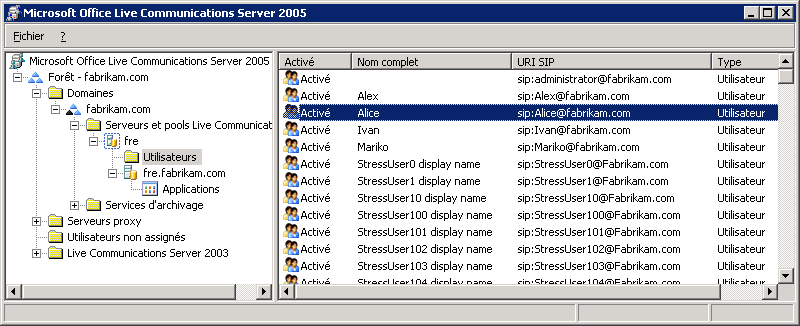 Microsoft Office Live Communications Server 2005
Fichier ?
Microsoft Office Live Communications Server 2005
Forêt - fabrikam.com
Domaines
fabrikam.com
Serveurs et pools Live Communicat
fre
Utilisateurs
fre.fabrikam.com
Applications
Services d'archivage
Serveurs proxy
Utilisateurs non assignés
Live Communications Server 2003
Activé Nom complet URI SIP Type
Activé sip:administrator@fabrikam.com Utilisateur
Activé Alex sip:Alex@fabrikam.com Utilisateur
Activé Alice sip:Alice@fabrikam.com Utilisateur
Activé Ivan sip:Ivan@fabrikam.com Utilisateur
Activé Mariko sip:Mariko@fabrikam.com Utilisateur
Activé StressUser0 display name sip:StressUser0@Fabrikam.com Utilisateur
Activé StressUser1 display name sip:StressUser1@Fabrikam.com Utilisateur
Activé StressUser10 display name sip:StressUser10@Fabrikam.com Utilisateur
Activé StressUser100 display name sip:StressUser100@Fabrikam.com Utilisateur
Activé StressUser101 display name sip:StressUser101@Fabrikam.com Utilisateur
Activé StressUser102 display name sip:StressUser102@Fabrikam.com Utilisateur
Activé StressUser103 display name sip:StressUser103@Fabrikam.com Utilisateur
Activé StressUser104 display name sip:StressUser104@Fabrikam.com Utilisateur